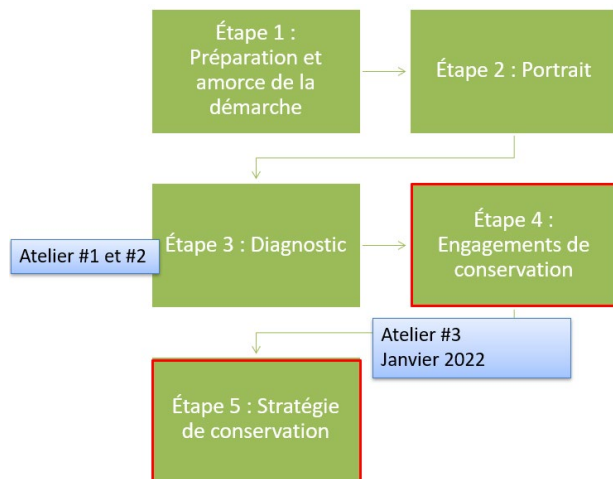 Étape 1 :
Préparation et
amorce de la
démarche
Étape 2 : Portrait
Étape 3 : Diagnostic
Atelier #1 et #2
Étape 4 :
Engagements de
conservation
Atelier #3
Janvier 2022
Étape 5 : Stratégie
de conservation